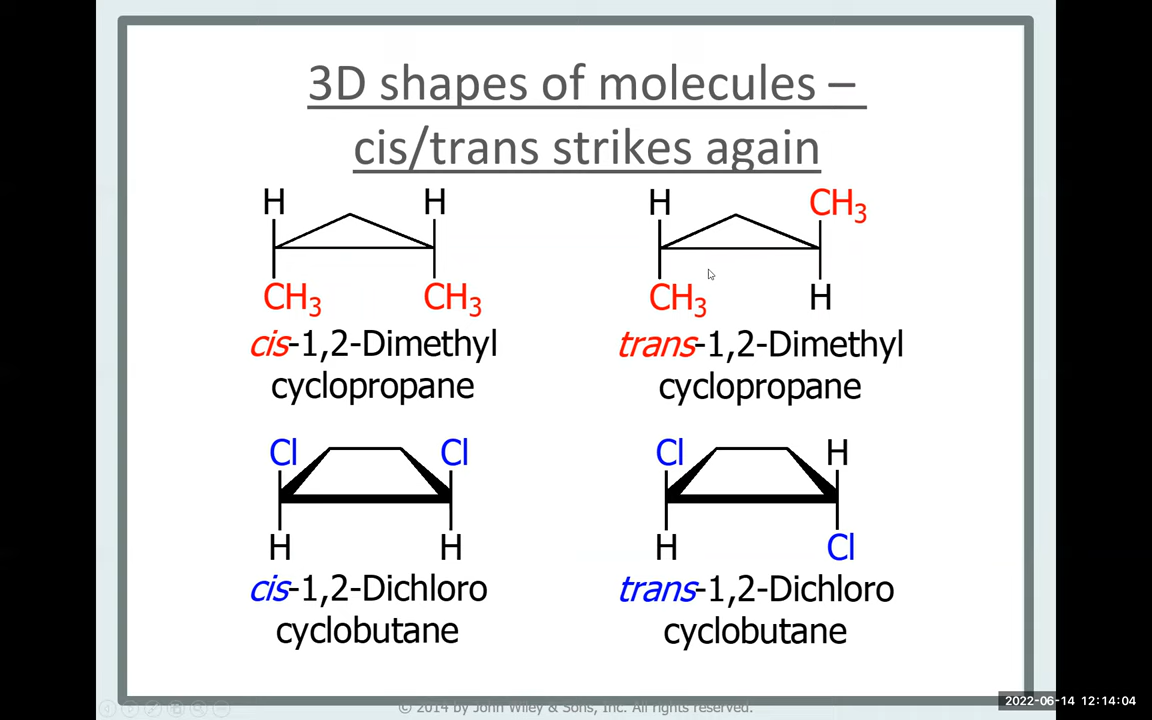 3D shapes of molecules –
cis/trans strikes again
H H H CH3
CH3 CH3 CH3 H
cis-1,2-Dimethyl trans-1,2-Dimethyl
cyclopropane cyclopropane
Cl Cl Cl H
H H H Cl
cis-1,2-Dichloro trans-1,2-Dichloro
cyclobutane cyclobutane
© 2014 by John Wiley & Sons, Inc. All rights reserved.
2022-06-14 12:14:04